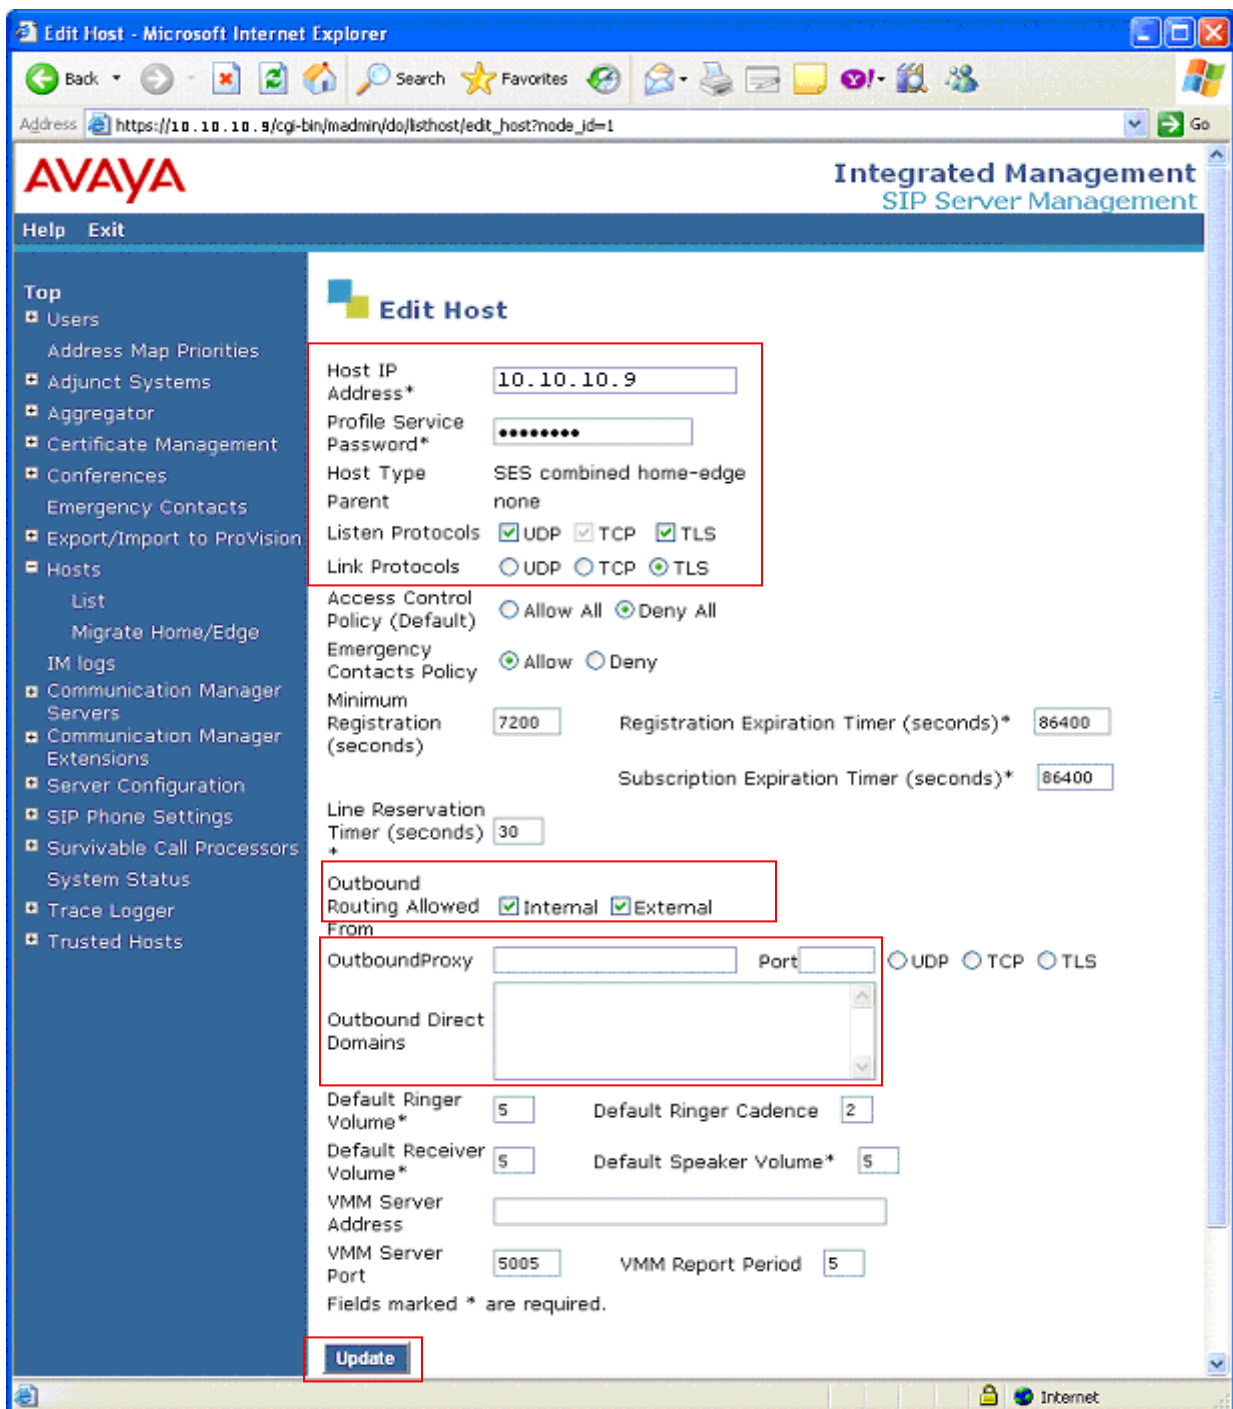 Edit Host - Microsoft Internet Explorer
Back Search Favorites
Address https://10.10.10.9/cgi-bin/madmin/do/listhost/edit_host?node_id=1 Go
AVAYA
Integrated Management
SIP Server Management
Help Exit
Top
Users
Address Map Priorities
Adjunct Systems
Aggregator
Certificate Management
Conferences
Emergency Contacts
Export/Import to ProVision
Hosts
List
Migrate Home/Edge
IM logs
Communication Manager
Servers
Communication Manager
Extensions
Server Configuration
SIP Phone Settings
Survivable Call Processors
System Status
Trace Logger
Trusted Hosts
Edit Host
Host IP
Address*
10.10.10.9
Profile Service
Password*
••••••••
Host Type SES combined home-edge
Parent none
Listen Protocols UDP TCP TLS
Link Protocols UDP TCP TLS
Access Control
Policy (Default)
Allow All Deny All
Emergency
Contacts Policy
Allow Deny
Minimum
Registration
(seconds)
7200 Registration Expiration Timer (seconds)* 86400
Subscription Expiration Timer (seconds)* 86400
Line Reservation
Timer (seconds)
*
30
Outbound
Routing Allowed
From
Internal External
OutboundProxy Port UDP TCP TLS
Outbound Direct
Domains
Default Ringer
Volume*
5 Default Ringer Cadence 2
Default Receiver
Volume*
5 Default Speaker Volume* 5
VMM Server
Address
VMM Server
Port
5005 VMM Report Period 5
Fields marked * are required.
Update
Internet